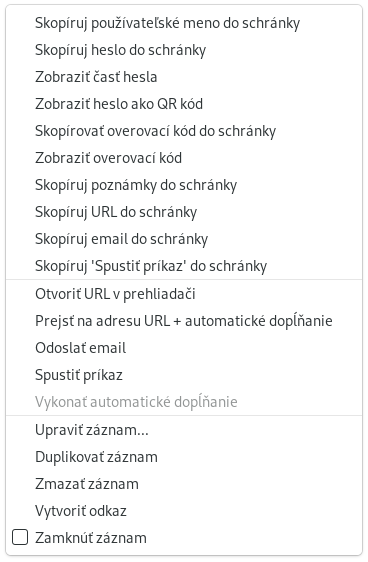 Skopíruj používateľské meno do schránky
Skopíruj heslo do schránky
Zobraziť časť hesla
Zobraziť heslo ako QR kód
Skopírovať overovací kód do schránky
Zobraziť overovací kód
Skopíruj poznámky do schránky
Skopíruj URL do schránky
Skopíruj email do schránky
Skopíruj 'Spustiť príkaz' do schránky
Otvoriť URL v prehliadači
Prejsť na adresu URL + automatické dopĺňanie
Odoslať email
Spustiť príkaz
Vykonať automatické dopĺňanie
Upraviť záznam...
Duplikovať záznam
Zmazať záznam
Vytvoriť odkaz
Zamknúť záznam